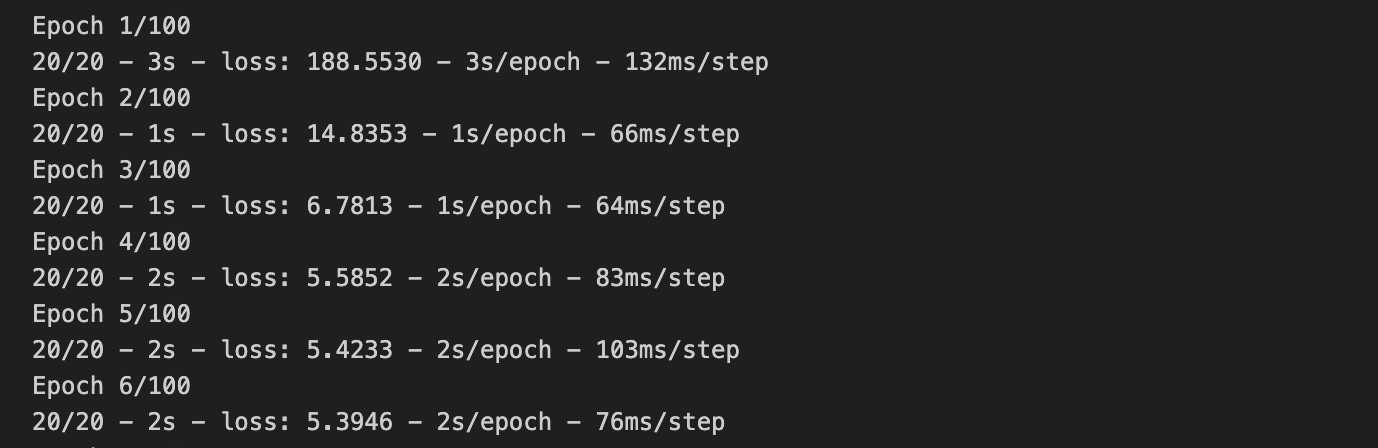 Epoch 1/100
20/20 - 3s - loss: 188.5530 - 3s/epoch - 132ms/step
Epoch 2/100
20/20 - 1s - loss: 14.8353 - 1s/epoch - 66ms/step
Epoch 3/100
20/20 - 1s - loss: 6.7813 - 1s/epoch - 64ms/step
Epoch 4/100
20/20 - 2s - loss: 5.5852 - 2s/epoch - 83ms/step
Epoch 5/100
20/20 - 2s - loss: 5.4233 - 2s/epoch - 103ms/step
Epoch 6/100
20/20 - 2s - loss: 5.3946 - 2s/epoch - 76ms/step